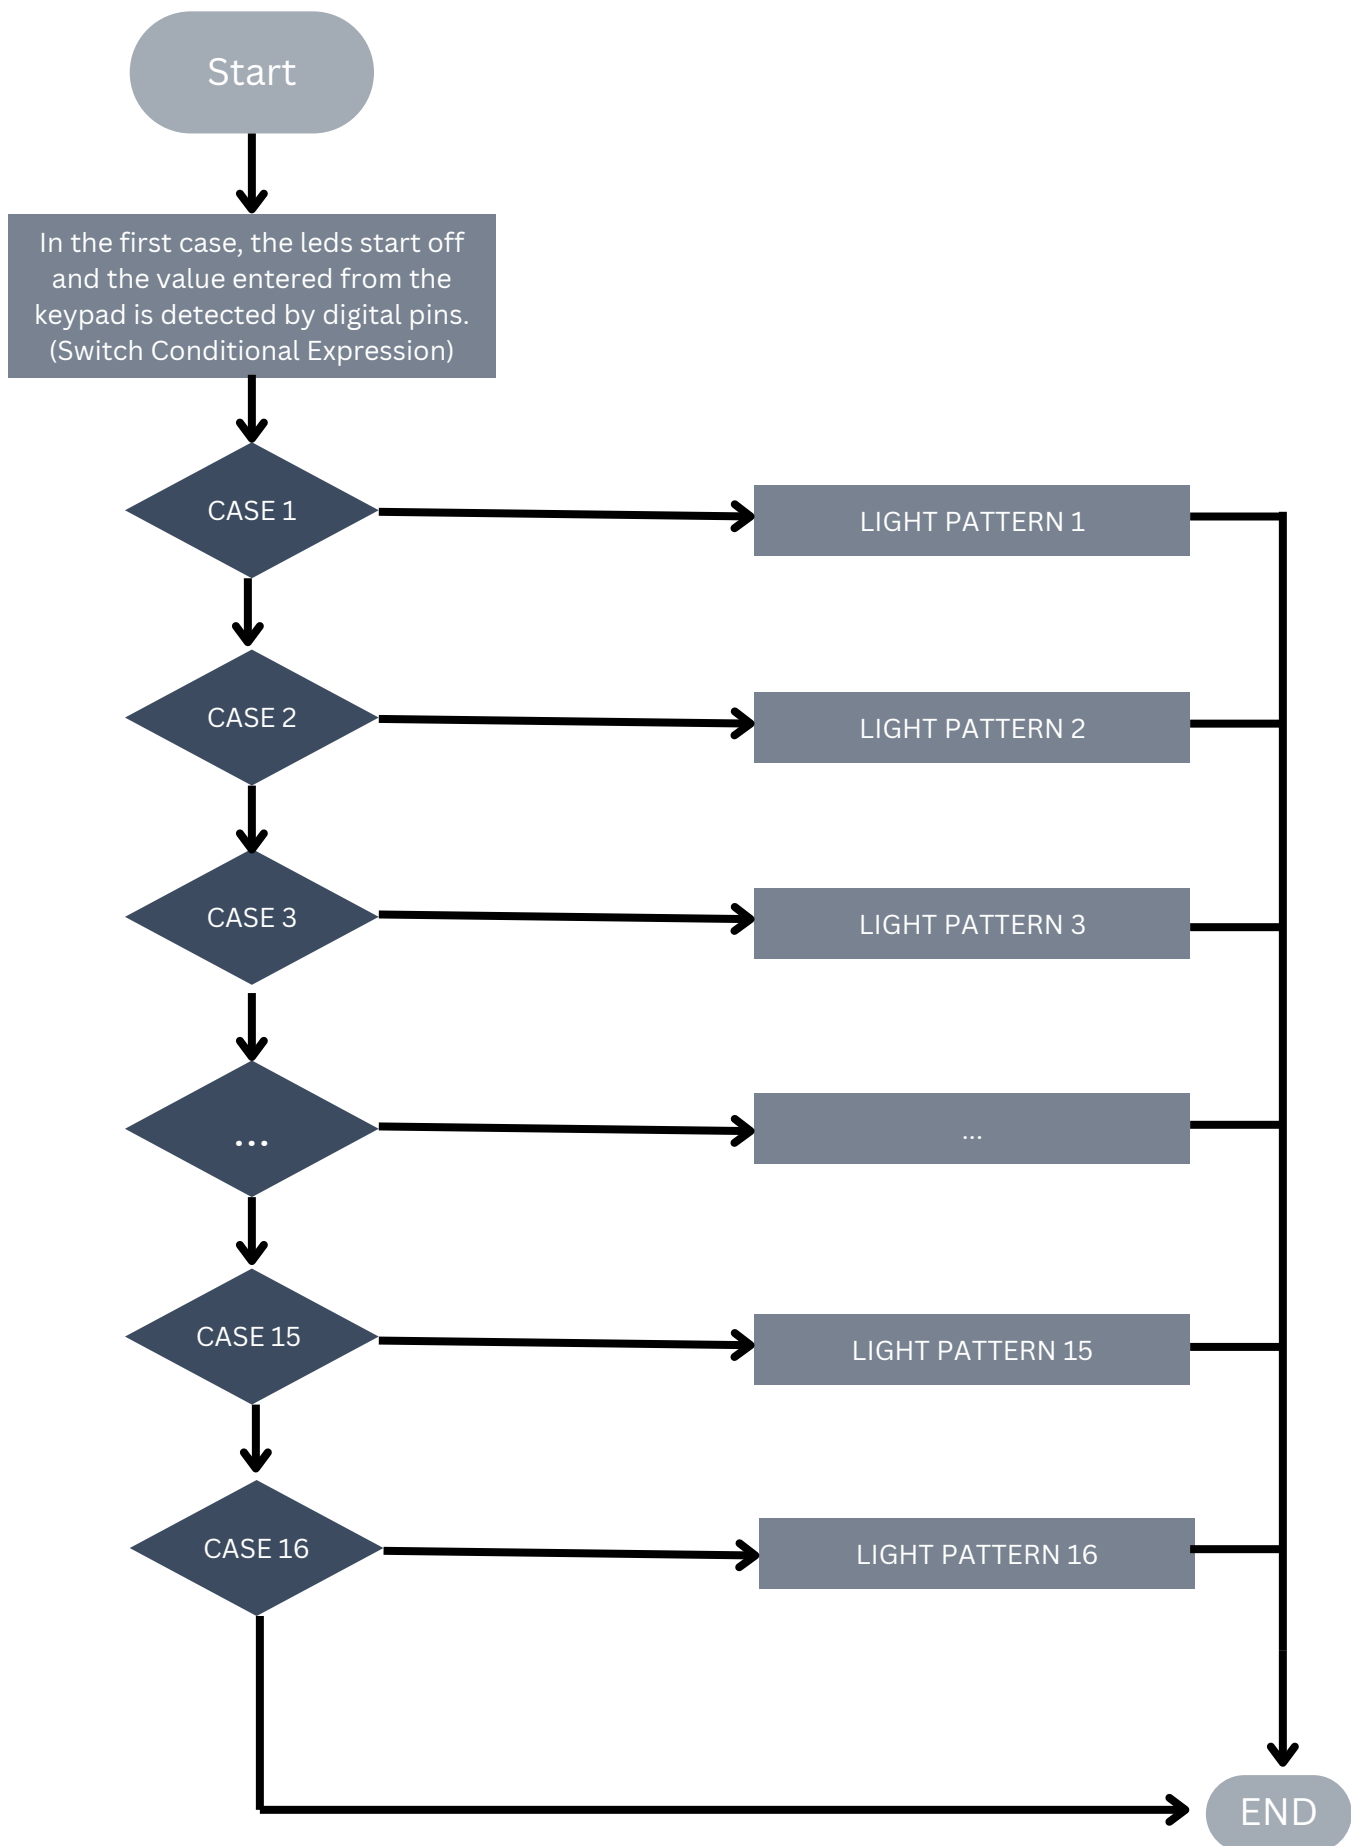 Start
In the first case, the leds start off
and the value entered from the
keypad is detected by digital pins.
(Switch Conditional Expression)
CASE 1
LIGHT PATTERN 1
CASE 2
LIGHT PATTERN 2
CASE 3
LIGHT PATTERN 3
...
...
CASE 15
LIGHT PATTERN 15
CASE 16
LIGHT PATTERN 16
END